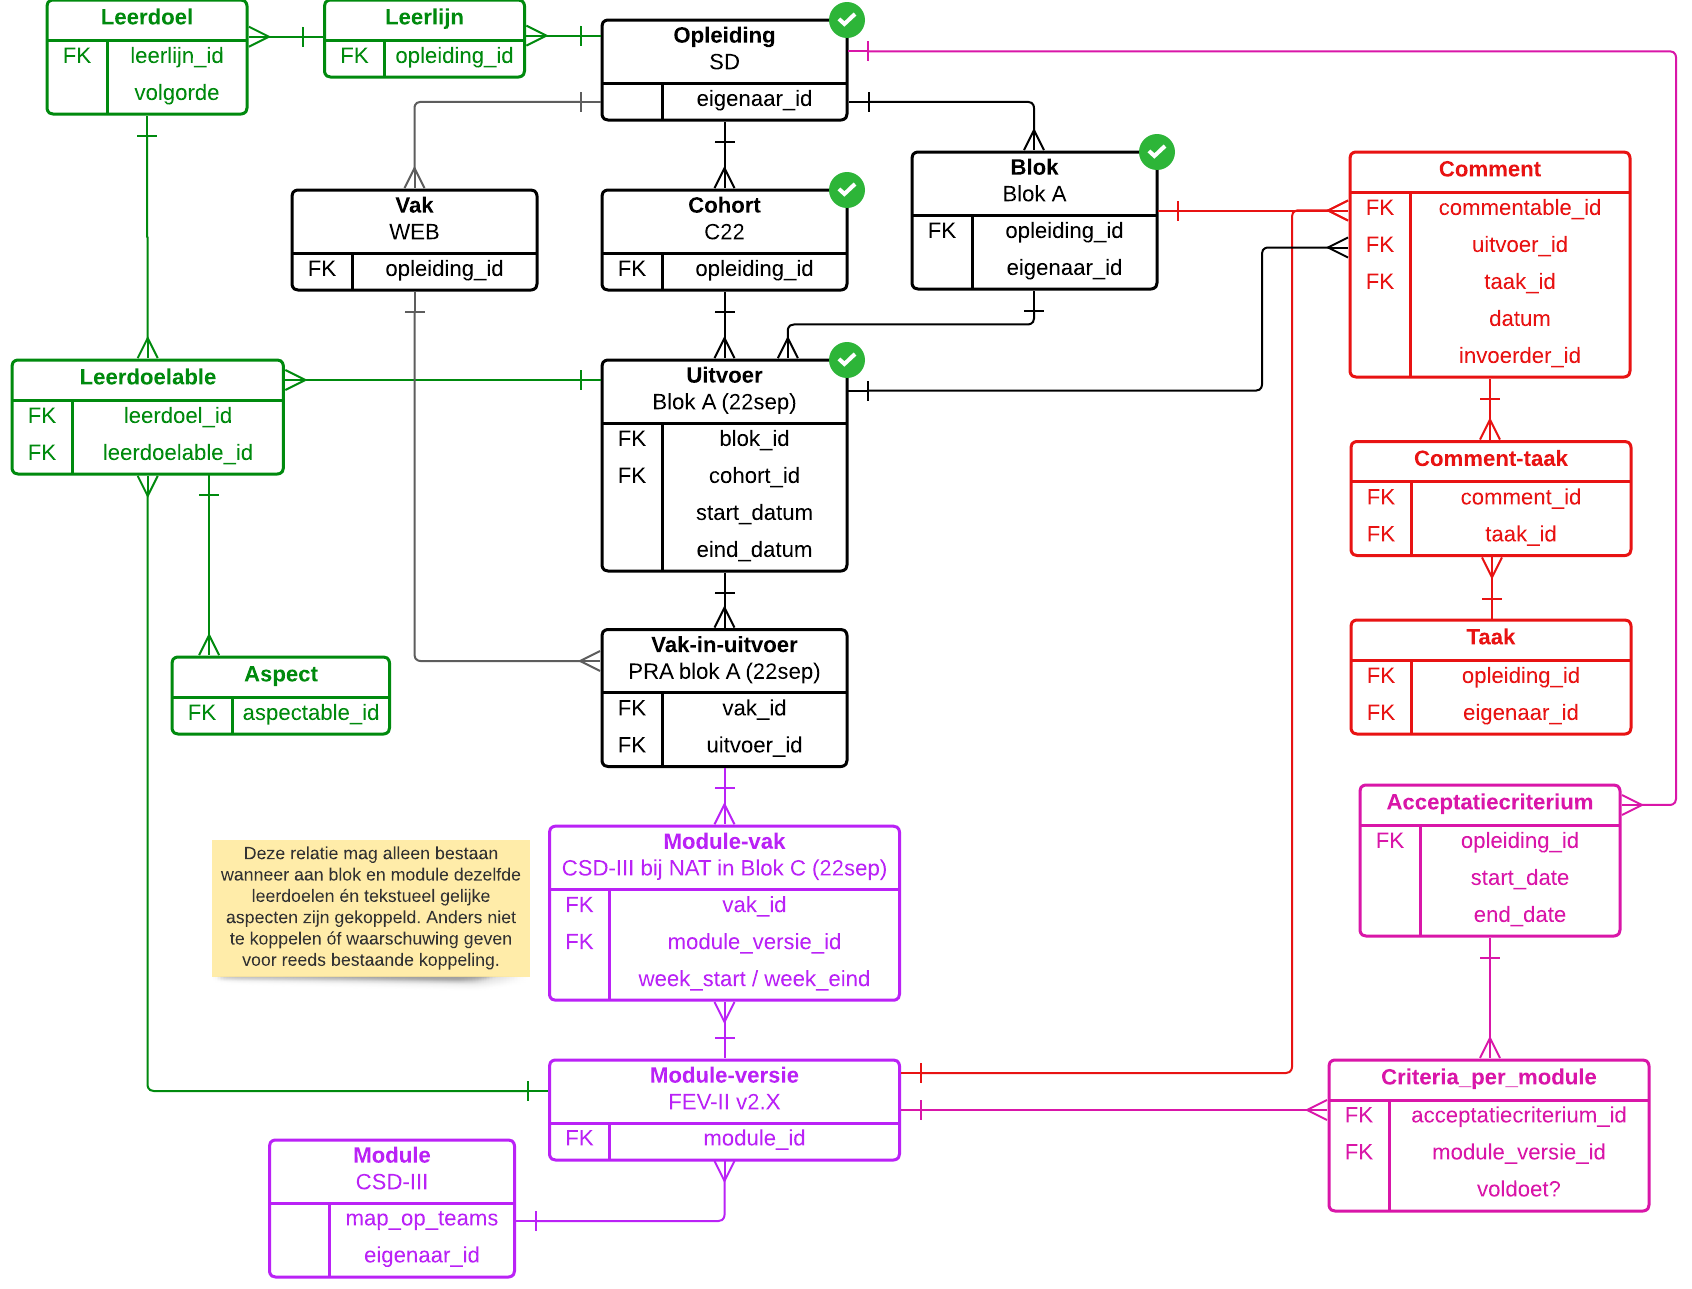 Leerdoel
FK leerlijn_id
volgorde
Leerlijn
FK opleiding_id
Opleiding
SD
eigenaar_id
Vak
WEB
FK opleiding_id
Cohort
C22
FK opleiding_id
Blok
Blok A
FK opleiding_id
eigenaar_id
Comment
FK commentable_id
FK uitvoer_id
FK taak_id
datum
invoerder_id
Leerdoelable
FK leerdoel_id
FK leerdoelable_id
Uitvoer
Blok A (22sep)
FK blok_id
FK cohort_id
start_datum
eind_datum
Comment-taak
FK comment_id
FK taak_id
Aspect
FK aspectable_id
Vak-in-uitvoer
PRA blok A (22sep)
FK vak_id
FK uitvoer_id
Taak
FK opleiding_id
FK eigenaar_id
Deze relatie mag alleen bestaan
wanneer aan blok en module dezelfde
leerdoelen én tekstueel gelijke
aspecten zijn gekoppeld. Anders niet
te koppelen óf waarschuwing geven
voor reeds bestaande koppeling.
Module-vak
CSD-III bij NAT in Blok C (22sep)
FK vak_id
FK module_versie_id
week_start / week_eind
Acceptatiecriterium
FK opleiding_id
start_date
end_date
Module-versie
FEV-II v2.X
FK module_id
Criteria_per_module
FK acceptatiecriterium_id
FK module_versie_id
voldoet?
Module
CSD-III
map_op_teams
eigenaar_id